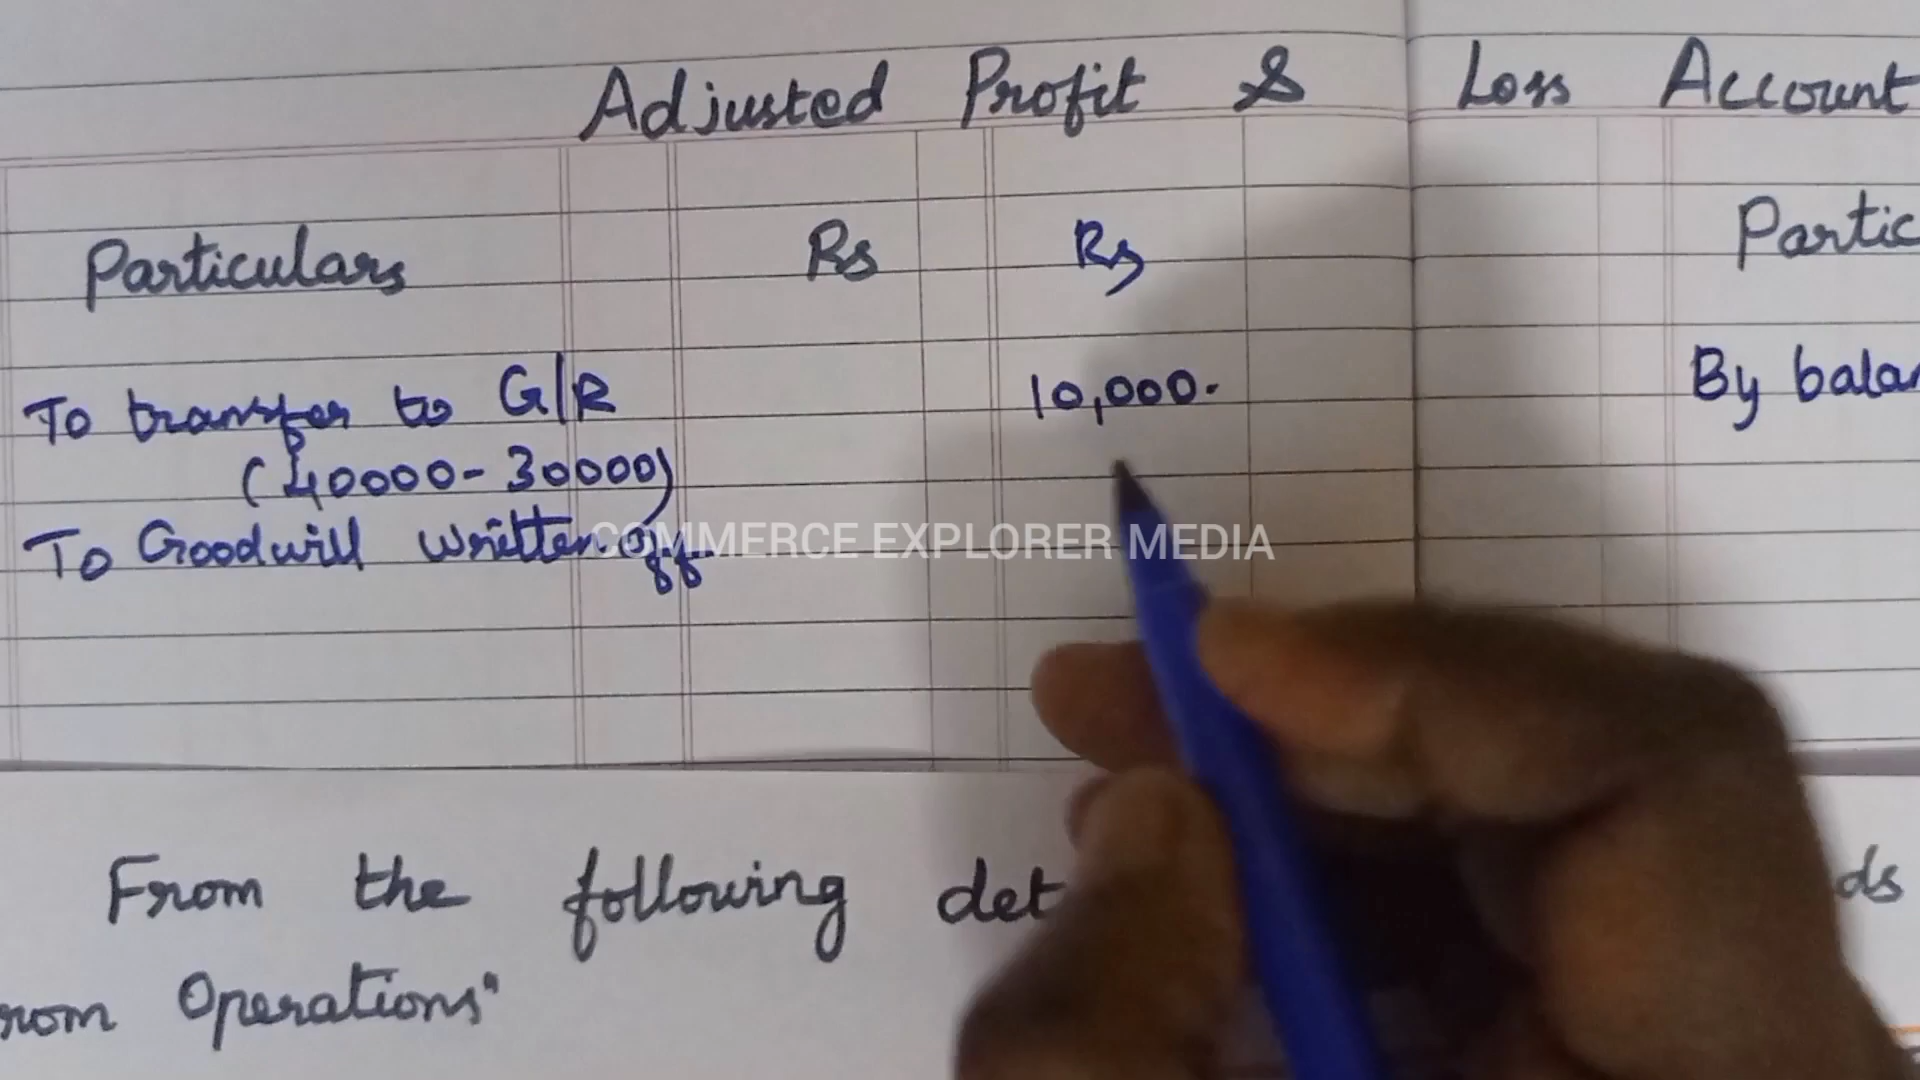 Adjusted Profit & Loss Account
Particulars Rs Rs Partic
To transfer to G/R 10,000. By balan
(40000-30000)
To Goodwill written off
COMMERCE EXPLORER MEDIA
From the following det ds
rom Operations"